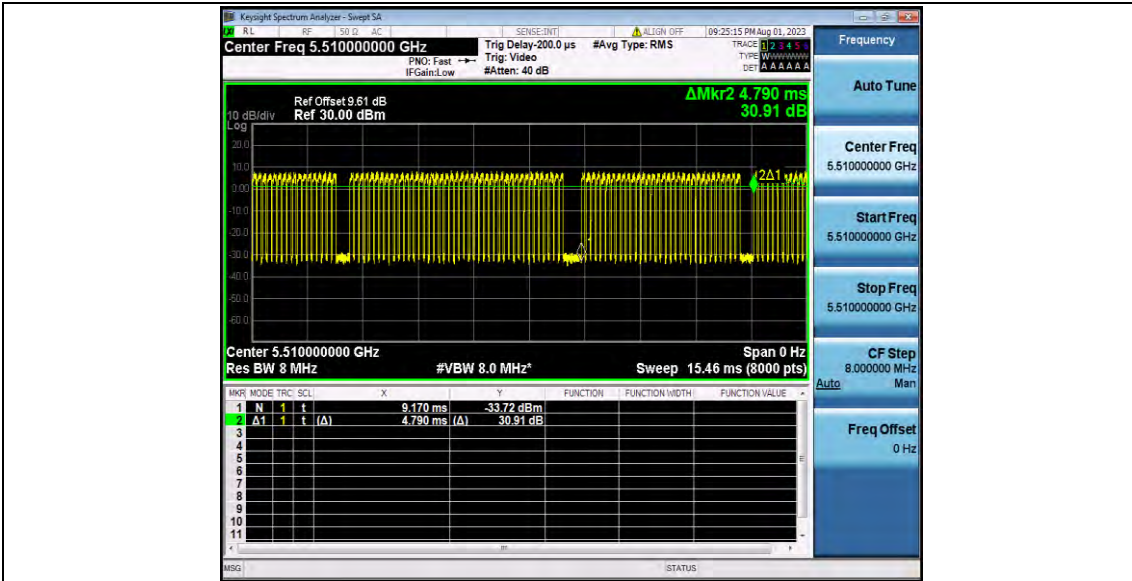 Keysight Spectrum Analyzer - Swept SA
RL RF 50 Ω AC SENSE:INT ALIGN OFF 09:25:15 PM Aug 01, 2023
Center Freq 5.510000000 GHz Trig Delay-200.0 µs #Avg Type: RMS TRACE 1 2 3 4 5 6
PNO: Fast Trig: Video TYPE WWWWWW
IFGain:Low #Atten: 40 dB DET A A A A A A
Frequency
Auto Tune
Center Freq
5.510000000 GHz
Start Freq
5.510000000 GHz
Stop Freq
5.510000000 GHz
CF Step
8.000000 MHz
Auto Man
Freq Offset
0 Hz
ΔMkr2 4.790 ms
30.91 dB
Ref Offset 9.61 dB
10 dB/div Ref 30.00 dBm
Log
20.0
10.0
0.00
-10.0
-20.0
-30.0
-40.0
-50.0
-60.0
2Δ1
Center 5.510000000 GHz Span 0 Hz
Res BW 8 MHz #VBW 8.0 MHz* Sweep 15.46 ms (8000 pts)
MKR MODE TRC SCL X Y FUNCTION FUNCTION WIDTH FUNCTION VALUE
1 N 1 t 9.170 ms -33.72 dBm
2 Δ1 1 t (Δ) 4.790 ms (Δ) 30.91 dB
3
4
5
6
7
8
9
10
11
MSG STATUS